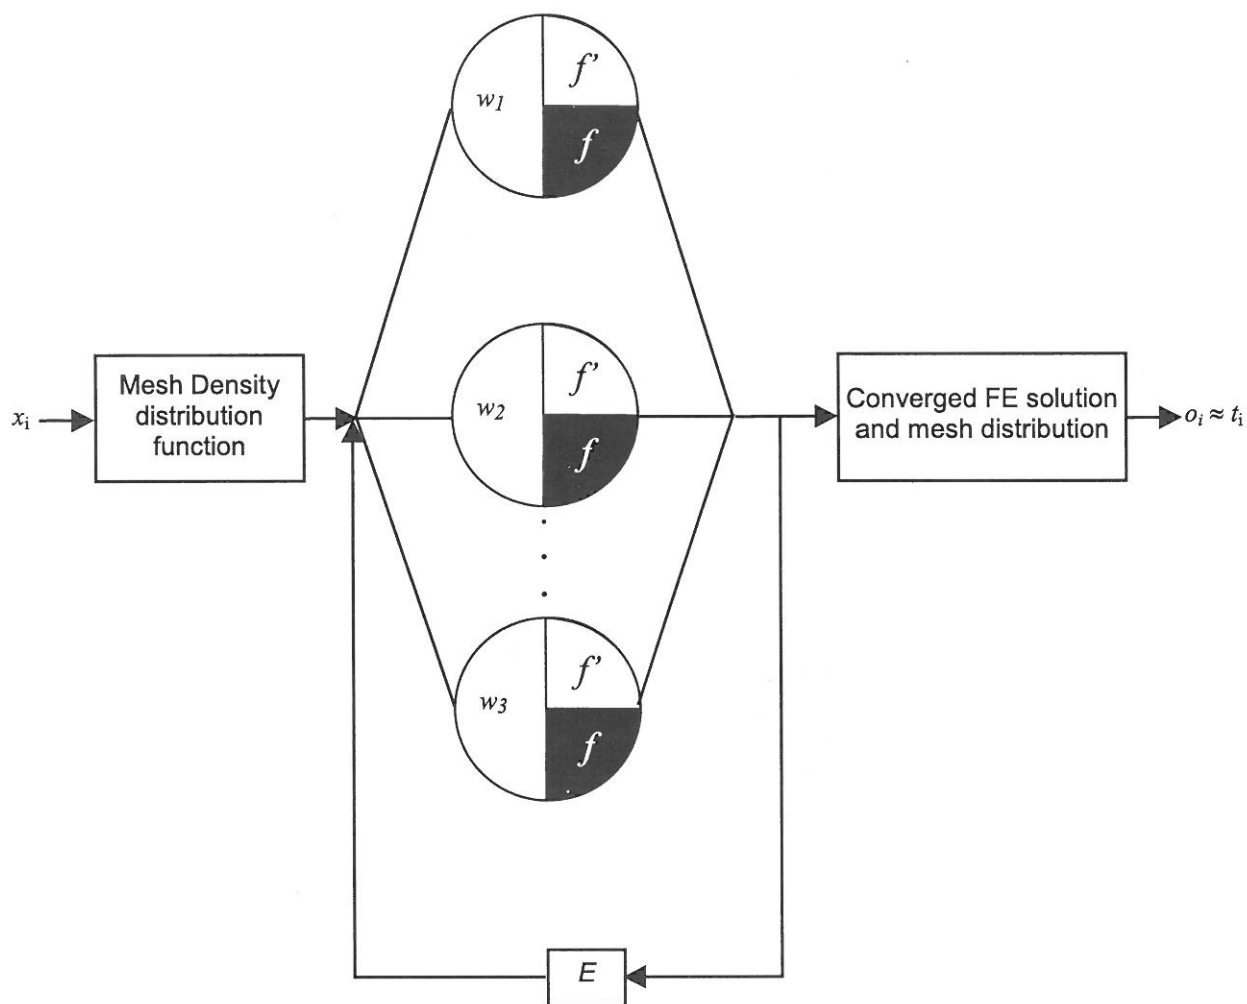 f'
w1
f
f'
Mesh Density
distribution
function
xi
w2
f
Converged FE solution
and mesh distribution
oi ≈ ti
f'
w3
f
E